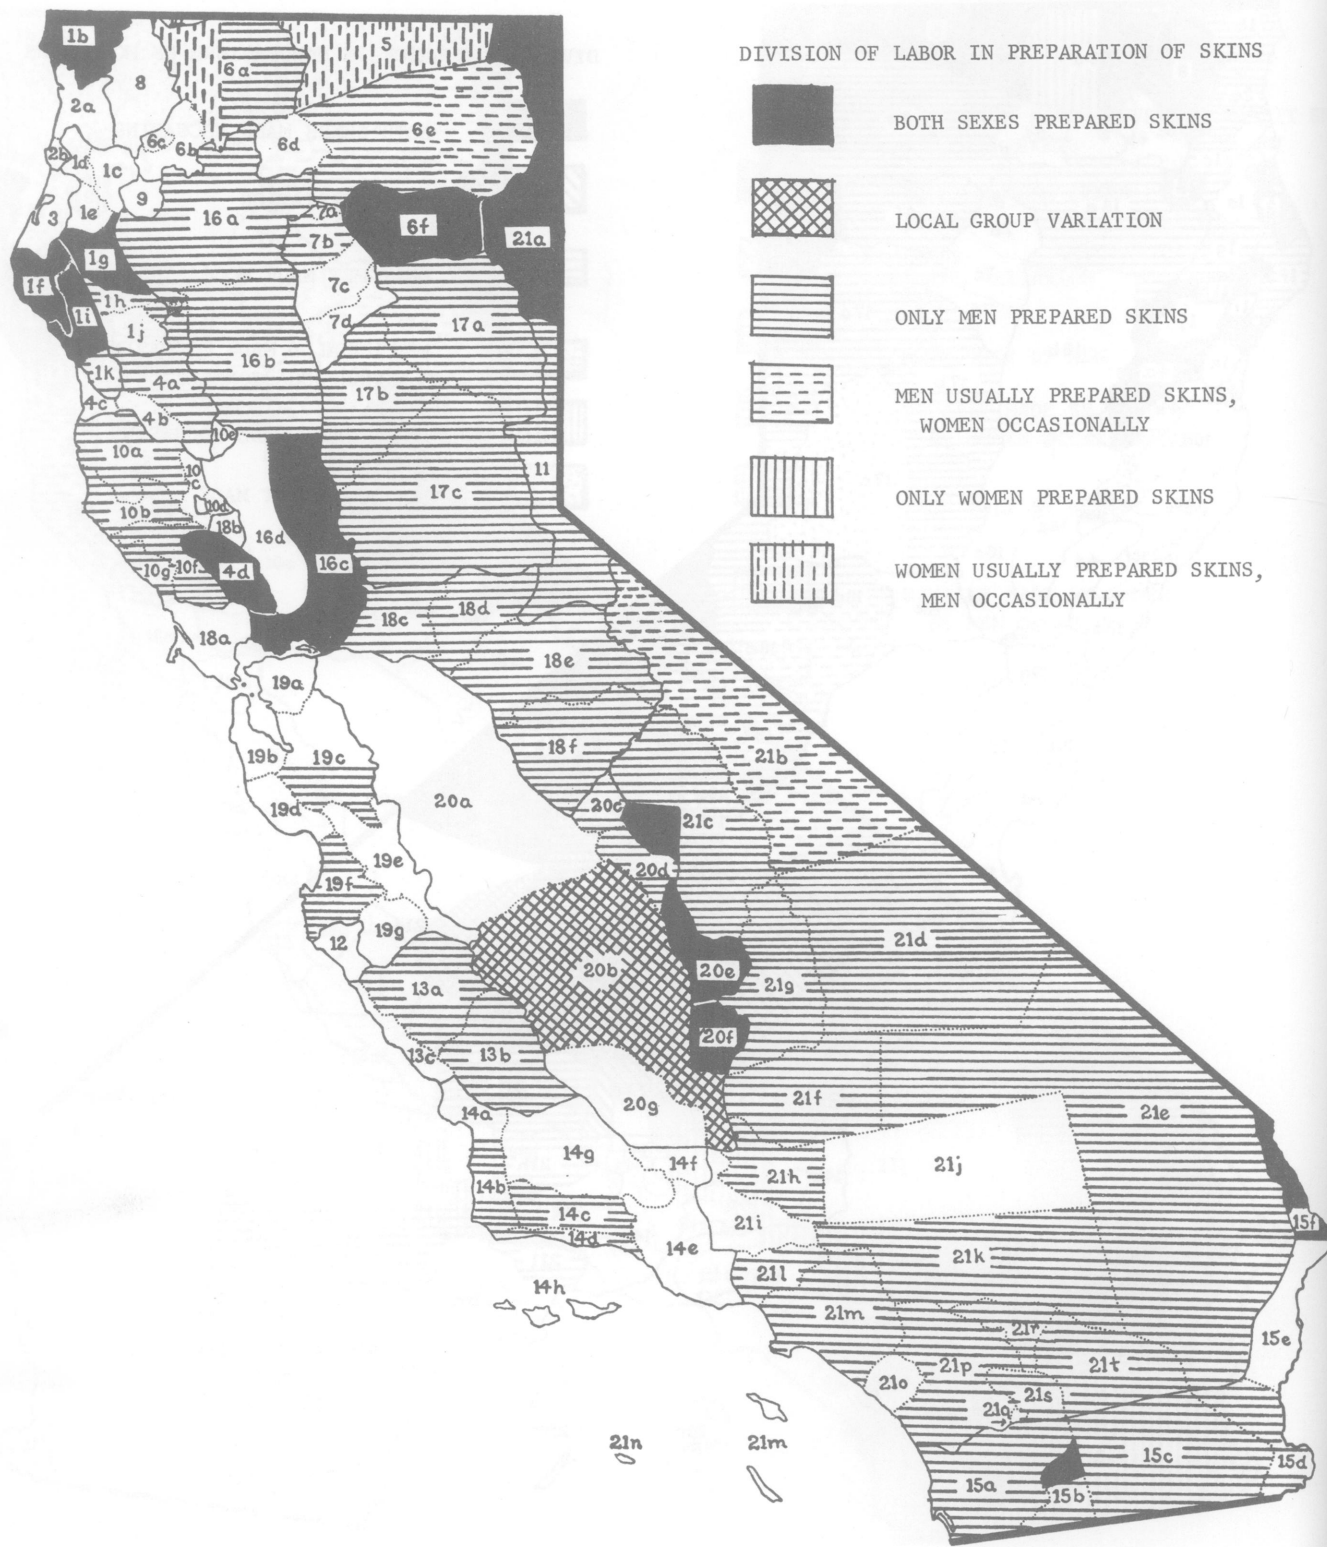 DIVISION OF LABOR IN PREPARATION OF SKINS
BOTH SEXES PREPARED SKINS
LOCAL GROUP VARIATION
ONLY MEN PREPARED SKINS
MEN USUALLY PREPARED SKINS,
WOMEN OCCASIONALLY
ONLY WOMEN PREPARED SKINS
WOMEN USUALLY PREPARED SKINS,
MEN OCCASIONALLY
1b
5
6a
8
2a
6e
6c
6b
6d
2b
1d
1c
9
1e
3
16a
7a
6f
7b
21a
1g
1f
7c
1h
1i
1j
7d
17a
16b
1k
4a
17b
4c
4b
10e
10a
10c
11
17c
10d
10b
18b
16d
10g
10f
4d
16c
18a
18c
18d
18e
19a
18f
21b
19b
19c
20a
20c
19d
21c
19e
20d
19f
19g
12
21d
20b
20e
21g
13a
20f
13c
13b
14a
20g
21f
21e
14g
14f
21h
21j
14b
14c
21i
15f
14d
14e
21k
21l
14h
21m
21r
15e
21p
21t
21o
21s
21q
21n
21m
15c
15d
15a
15b